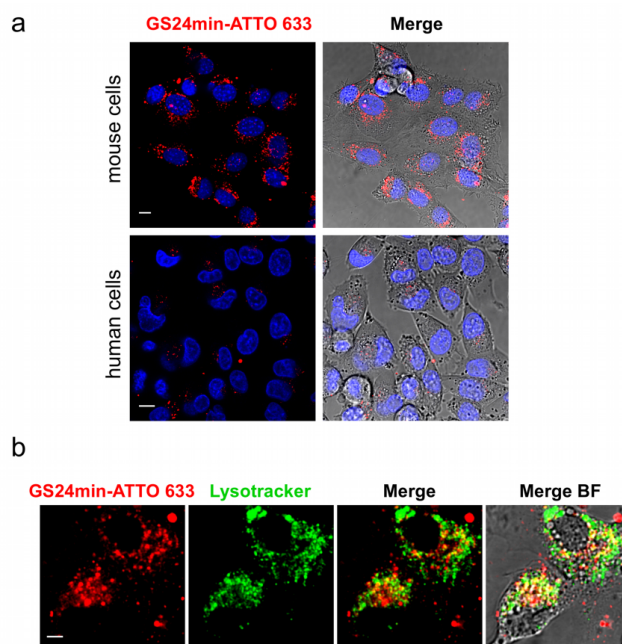 a
GS24min-ATTO 633 Merge
mouse cells
human cells
b
GS24min-ATTO 633 Lysotracker Merge Merge BF